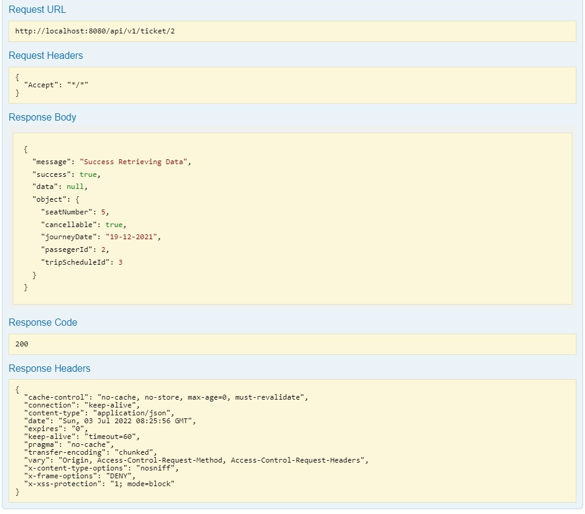 Request URL
http://localhost:8080/api/v1/ticket/2
Request Headers
{
  "Accept": "*/*"
}
Response Body
{
  "message": "Success Retrieving Data",
  "success": true,
  "data": null,
  "object": {
    "seatNumber": 5,
    "cancellable": true,
    "journeyDate": "19-12-2021",
    "passegerId": 2,
    "tripScheduleId": 3
  }
}
Response Code
200
Response Headers
{
  "cache-control": "no-cache, no-store, max-age=0, must-revalidate",
  "connection": "keep-alive",
  "content-type": "application/json",
  "date": "Sun, 03 Jul 2022 08:25:56 GMT",
  "expires": "0",
  "keep-alive": "timeout=60",
  "pragma": "no-cache",
  "transfer-encoding": "chunked",
  "vary": "Origin, Access-Control-Request-Method, Access-Control-Request-Headers",
  "x-content-type-options": "nosniff",
  "x-frame-options": "DENY",
  "x-xss-protection": "1; mode=block"
}